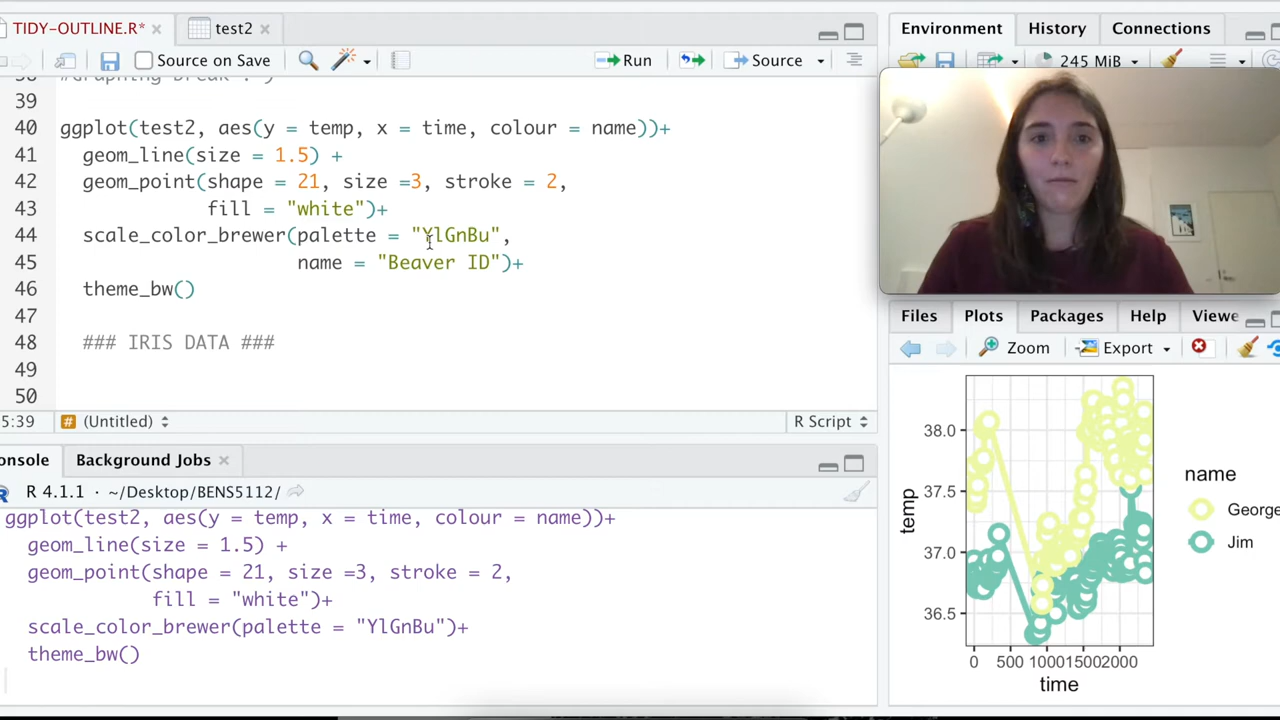 TIDY-OUTLINE.R* × test2 ×
Environment History Connections
Source on Save Run Source
245 MiB
39
40 ggplot(test2, aes(y = temp, x = time, colour = name))+
41 geom_line(size = 1.5) +
42 geom_point(shape = 21, size =3, stroke = 2,
43 fill = "white")+
44 scale_color_brewer(palette = "YlGnBu",
45 name = "Beaver ID")+
46 theme_bw()
47
48 ### IRIS DATA ###
49
50
5:39 # (Untitled) R Script
onsole Background Jobs ×
R 4.1.1 · ~/Desktop/BENS5112/
ggplot(test2, aes(y = temp, x = time, colour = name))+
geom_line(size = 1.5) +
geom_point(shape = 21, size =3, stroke = 2,
fill = "white")+
scale_color_brewer(palette = "YlGnBu")+
theme_bw()
Files Plots Packages Help Viewe
Zoom Export
38.0
37.5
37.0
36.5
temp
0 500 1000 1500 2000
time
name
George
Jim